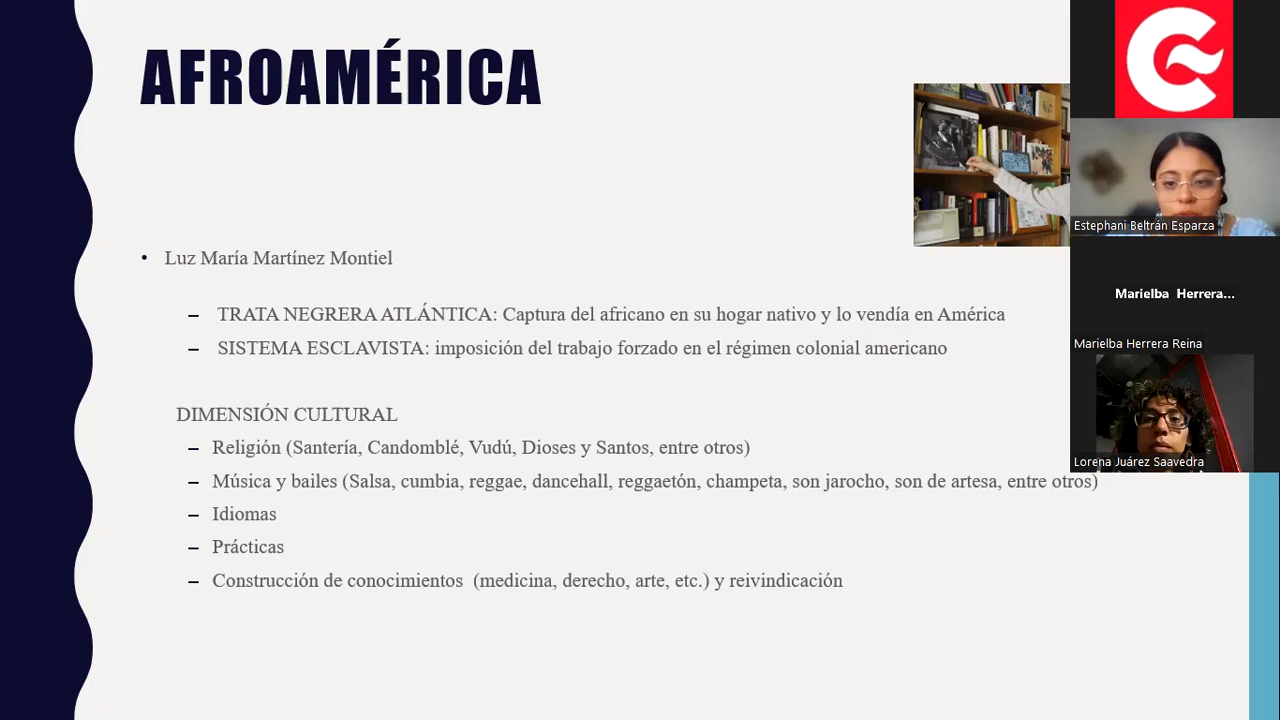 AFROAMÉRICA
• Luz María Martínez Montiel
– TRATA NEGRERA ATLÁNTICA: Captura del africano en su hogar nativo y lo vendía en América
– SISTEMA ESCLAVISTA: imposición del trabajo forzado en el régimen colonial americano
DIMENSIÓN CULTURAL
– Religión (Santería, Candomblé, Vudú, Dioses y Santos, entre otros)
– Música y bailes (Salsa, cumbia, reggae, dancehall, reggaetón, champeta, son jarocho, son de artesa, entre otros)
– Idiomas
– Prácticas
– Construcción de conocimientos (medicina, derecho, arte, etc.) y reivindicación
Estephani Beltrán Esparza
Marielba Herrera...
Marielba Herrera Reina
Lorena Juárez Saavedra